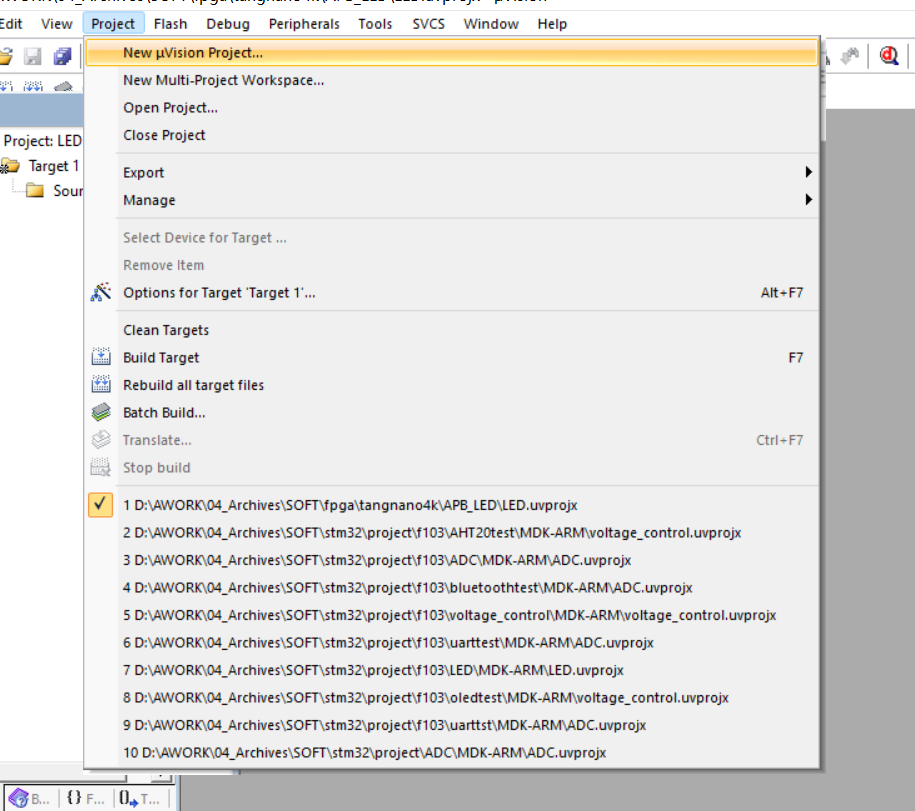 Edit View Project Flash Debug Peripherals Tools SVCS Window Help
New µVision Project...
New Multi-Project Workspace...
Open Project...
Close Project
Project: LED
Target 1
Sour
Export
Manage
Select Device for Target ...
Remove Item
Options for Target 'Target 1'... Alt+F7
Clean Targets
Build Target F7
Rebuild all target files
Batch Build...
Translate... Ctrl+F7
Stop build
1 D:\AWORK\04_Archives\SOFT\fpga\tangnano4k\APB_LED\LED.uvprojx
2 D:\AWORK\04_Archives\SOFT\stm32\project\f103\AHT20test\MDK-ARM\voltage_control.uvprojx
3 D:\AWORK\04_Archives\SOFT\stm32\project\f103\ADC\MDK-ARM\ADC.uvprojx
4 D:\AWORK\04_Archives\SOFT\stm32\project\f103\bluetoothtest\MDK-ARM\ADC.uvprojx
5 D:\AWORK\04_Archives\SOFT\stm32\project\f103\voltage_control\MDK-ARM\voltage_control.uvprojx
6 D:\AWORK\04_Archives\SOFT\stm32\project\f103\uarttest\MDK-ARM\ADC.uvprojx
7 D:\AWORK\04_Archives\SOFT\stm32\project\f103\LED\MDK-ARM\LED.uvprojx
8 D:\AWORK\04_Archives\SOFT\stm32\project\f103\oledtest\MDK-ARM\voltage_control.uvprojx
9 D:\AWORK\04_Archives\SOFT\stm32\project\f103\uarttst\MDK-ARM\ADC.uvprojx
10 D:\AWORK\04_Archives\SOFT\stm32\project\ADC\MDK-ARM\ADC.uvprojx
B... {} F... 0 T...